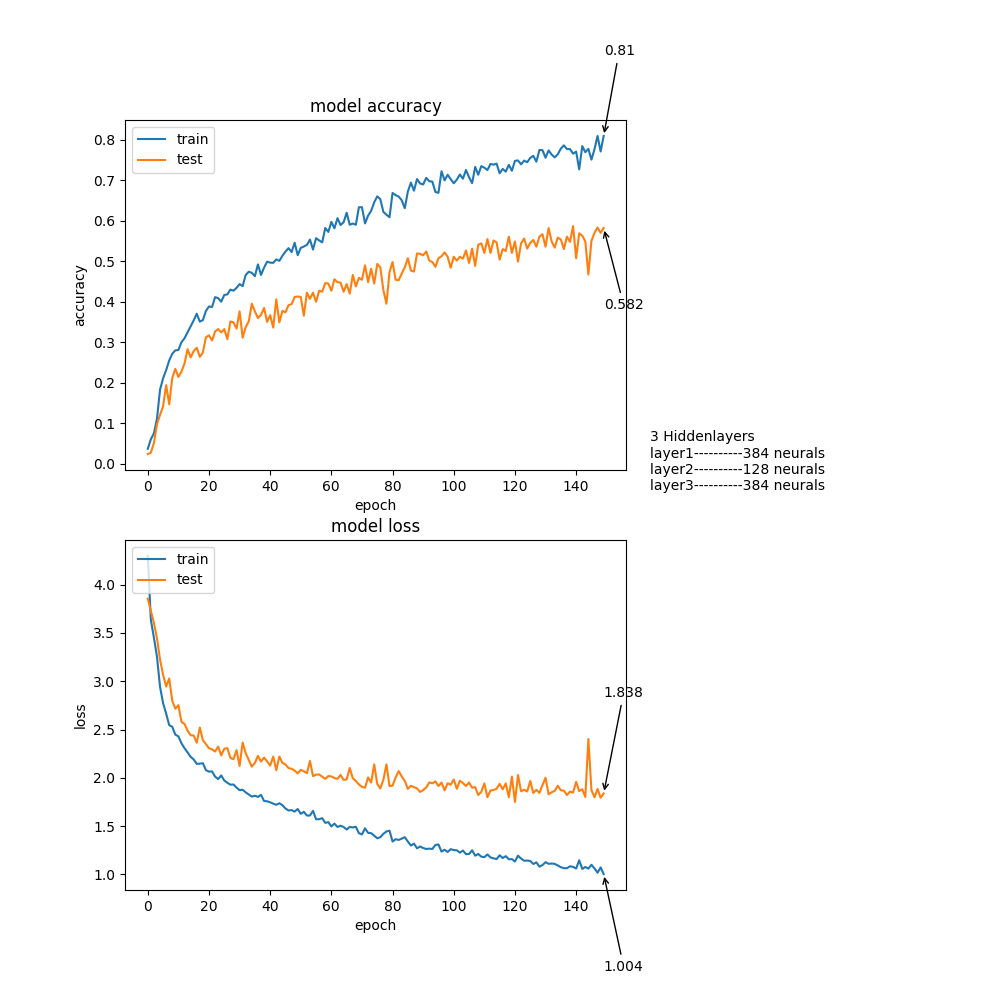 0.81
model accuracy
train
test
0.8
0.7
0.6
0.5
0.4
0.3
0.2
0.1
0.0
accuracy
0.582
0 20 40 60 80 100 120 140
epoch
3 Hiddenlayers
layer1----------384 neurals
layer2----------128 neurals
layer3----------384 neurals
model loss
train
test
4.0
3.5
3.0
2.5
2.0
1.5
1.0
loss
1.838
0 20 40 60 80 100 120 140
epoch
1.004